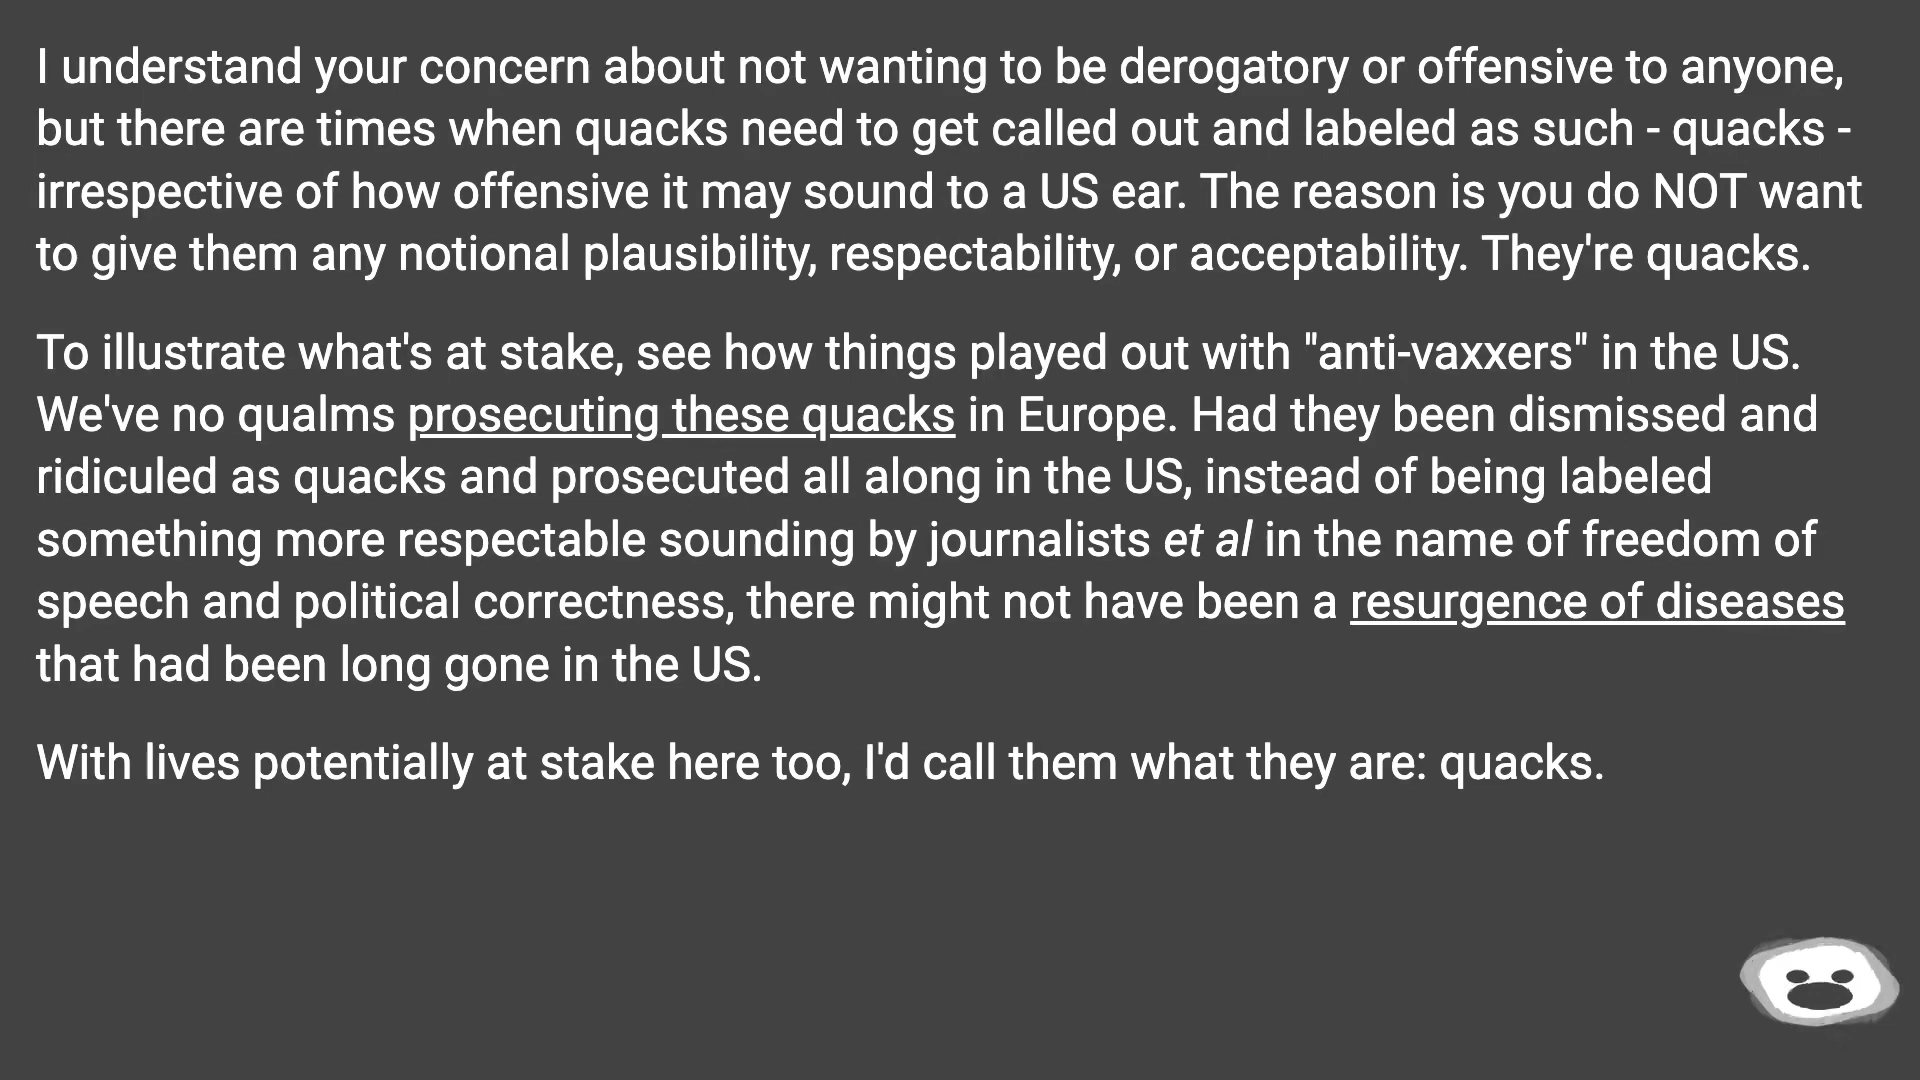 I understand your concern about not wanting to be derogatory or offensive to anyone,
but there are times when quacks need to get called out and labeled as such - quacks -
irrespective of how offensive it may sound to a US ear. The reason is you do NOT want
to give them any notional plausibility, respectability, or acceptability. They're quacks.
To illustrate what's at stake, see how things played out with "anti-vaxxers" in the US.
We've no qualms prosecuting these quacks in Europe. Had they been dismissed and
ridiculed as quacks and prosecuted all along in the US, instead of being labeled
something more respectable sounding by journalists et al in the name of freedom of
speech and political correctness, there might not have been a resurgence of diseases
that had been long gone in the US.
With lives potentially at stake here too, I'd call them what they are: quacks.